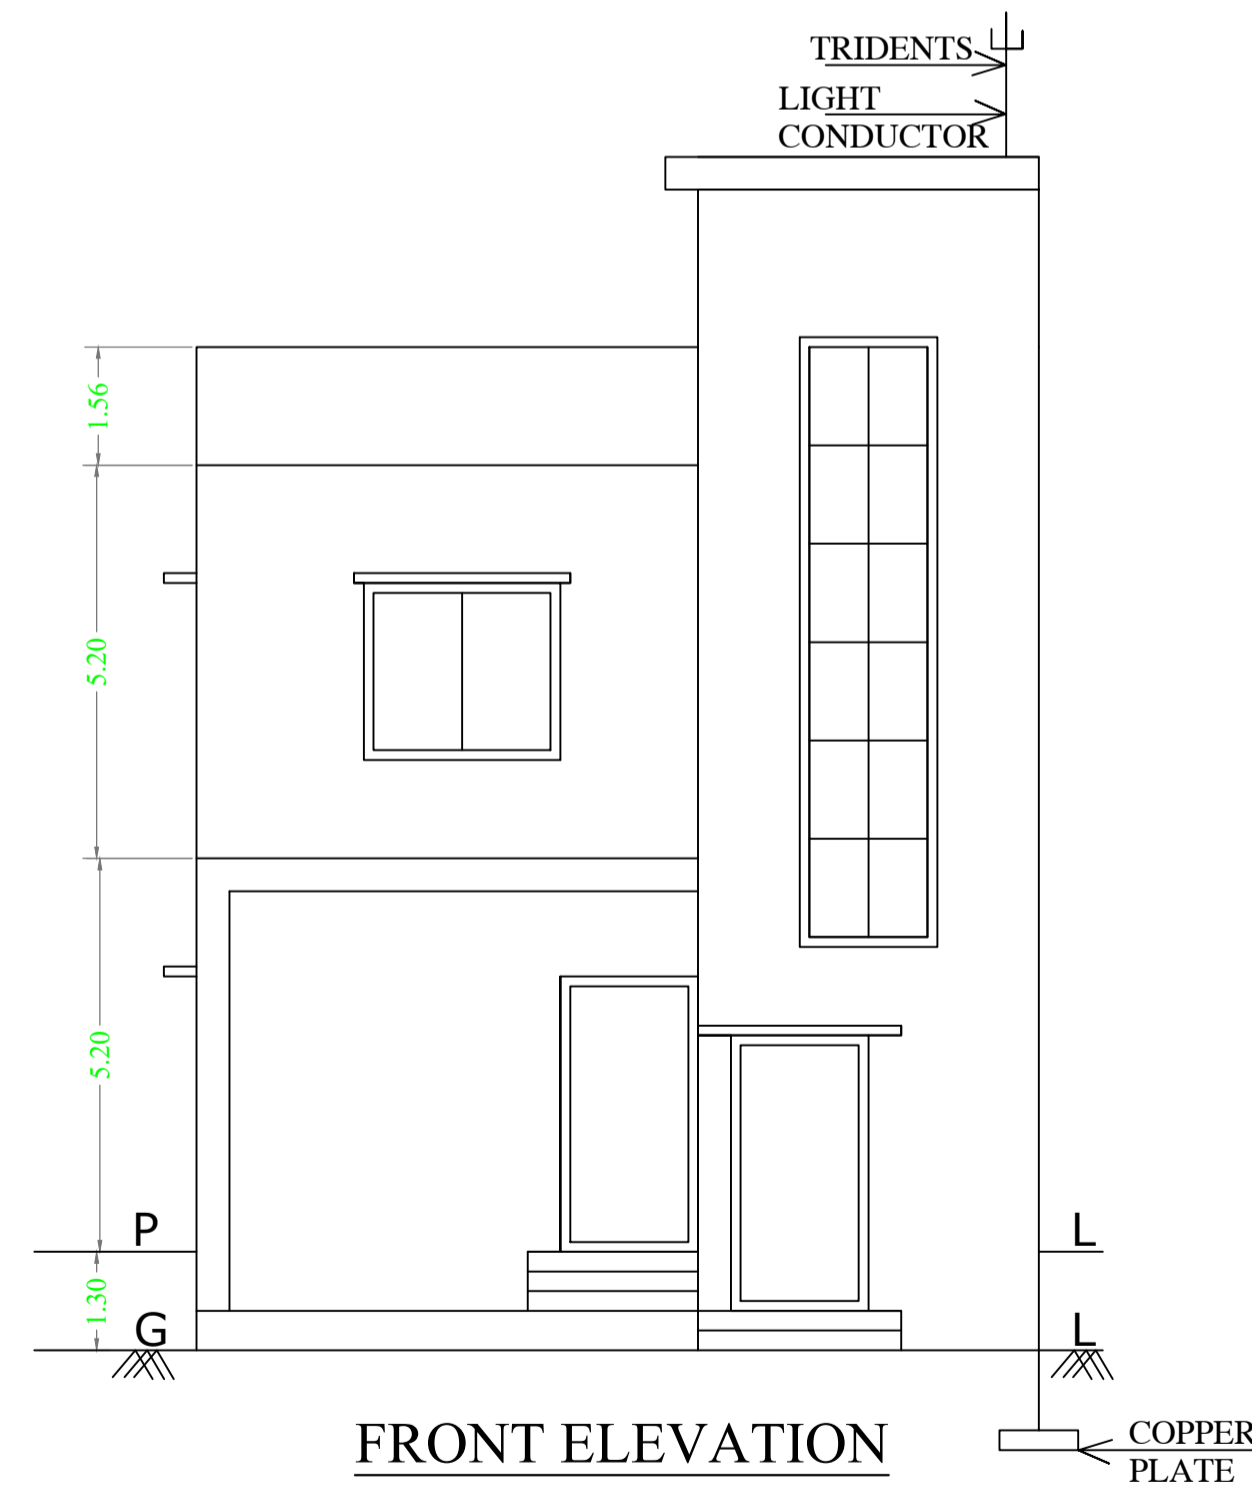 TRIDENTS
LIGHT
CONDUCTOR
1.56
5.20
5.20
P
L
1.30
G
L
FRONT ELEVATION
COPPER
PLATE